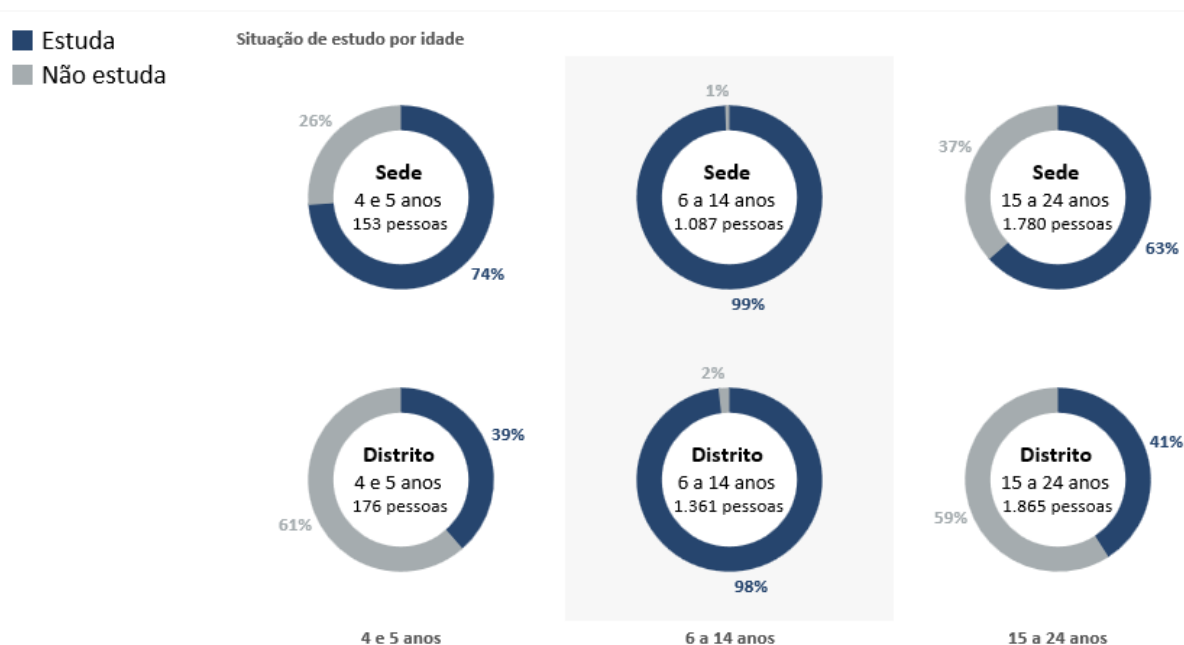 Estuda
Não estuda
Situação de estudo por idade
26%
Sede
4 e 5 anos
153 pessoas
74%
1%
Sede
6 a 14 anos
1.087 pessoas
99%
37%
Sede
15 a 24 anos
1.780 pessoas
63%
39%
Distrito
4 e 5 anos
176 pessoas
61%
2%
Distrito
6 a 14 anos
1.361 pessoas
98%
41%
Distrito
15 a 24 anos
1.865 pessoas
59%
4 e 5 anos
6 a 14 anos
15 a 24 anos